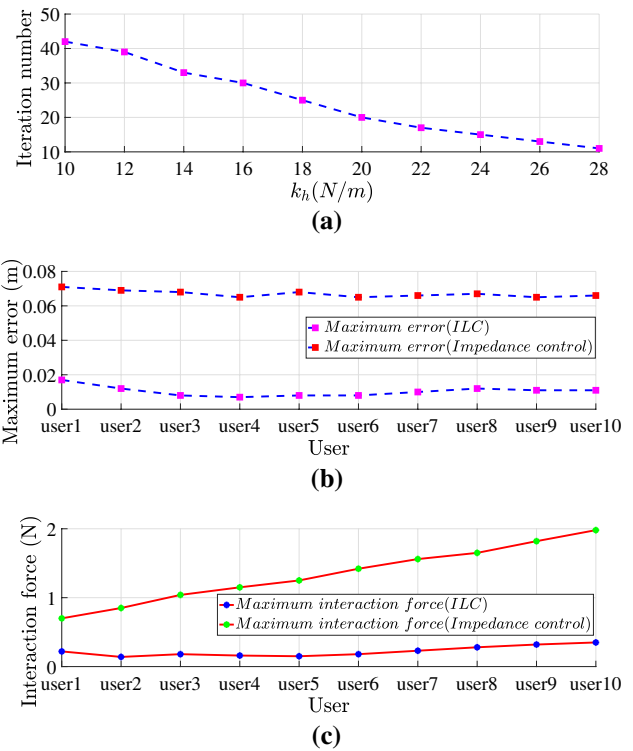 Iteration number
50
40
30
20
10
10 12 14 16 18 20 22 24 26 28
k_h(N/m)
(a)
Maximum error (m)
0.08
0.06
0.04
0.02
0
Maximum error(ILC)
Maximum error(Impedance control)
user1 user2 user3 user4 user5 user6 user7 user8 user9 user10
User
(b)
Interaction force (N)
2
1
0
Maximum interaction force(ILC)
Maximum interaction force(Impedance control)
user1 user2 user3 user4 user5 user6 user7 user8 user9 user10
User
(c)